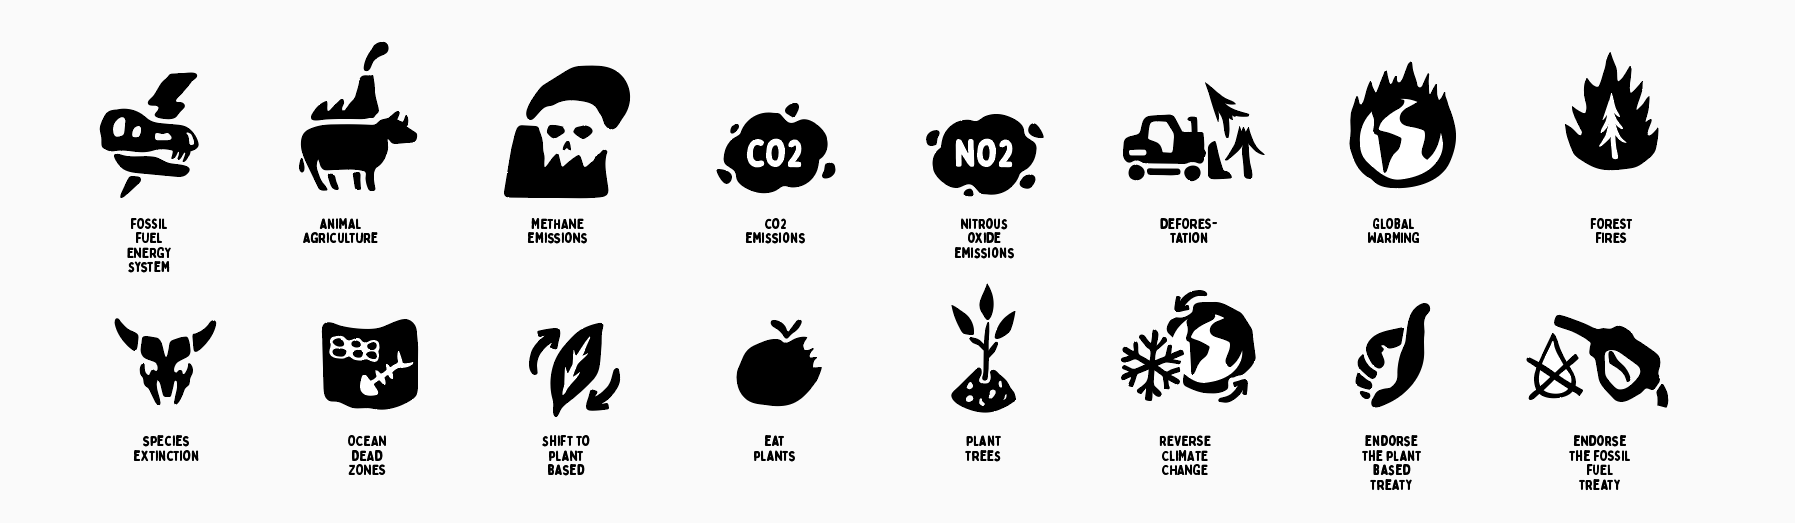 CO2
NO2
FOSSIL
FUEL
ENERGY
SYSTEM
ANIMAL
AGRICULTURE
METHANE
EMISSIONS
CO2
EMISSIONS
NITROUS
OXIDE
EMISSIONS
DEFORES-
TATION
GLOBAL
WARMING
FOREST
FIRES
SPECIES
EXTINCTION
OCEAN
DEAD
ZONES
SHIFT TO
PLANT
BASED
EAT
PLANTS
PLANT
TREES
REVERSE
CLIMATE
CHANGE
ENDORSE
THE PLANT
BASED
TREATY
ENDORSE
THE FOSSIL
FUEL
TREATY